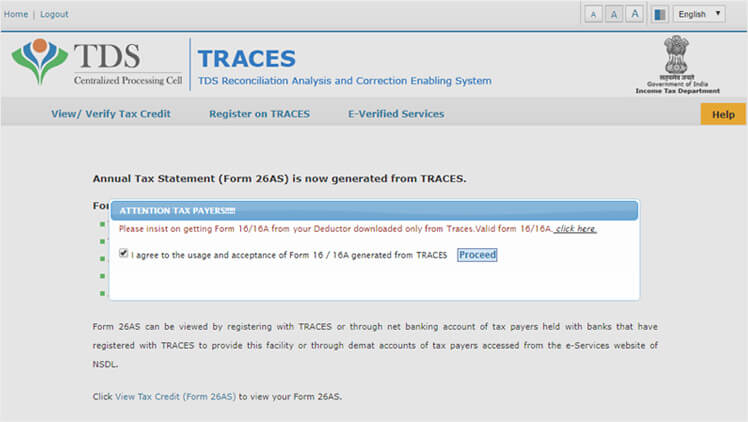 Home | Logout
A A A English
TDS
Centralized Processing Cell
TRACES
TDS Reconciliation Analysis and Correction Enabling System
सत्यमेव जयते
Government of India
Income Tax Department
View/ Verify Tax Credit Register on TRACES E-Verified Services Help
Annual Tax Statement (Form 26AS) is now generated from TRACES.
For
ATTENTION TAX PAYERS!!!!
Please insist on getting Form 16/16A from your Deductor downloaded only from Traces.Valid form 16/16A. click here.
I agree to the usage and acceptance of Form 16 / 16A generated from TRACES Proceed
Form 26AS can be viewed by registering with TRACES or through net banking account of tax payers held with banks that have
registered with TRACES to provide this facility or through demat accounts of tax payers accessed from the e-Services website of
NSDL.
Click View Tax Credit (Form 26AS) to view your Form 26AS.